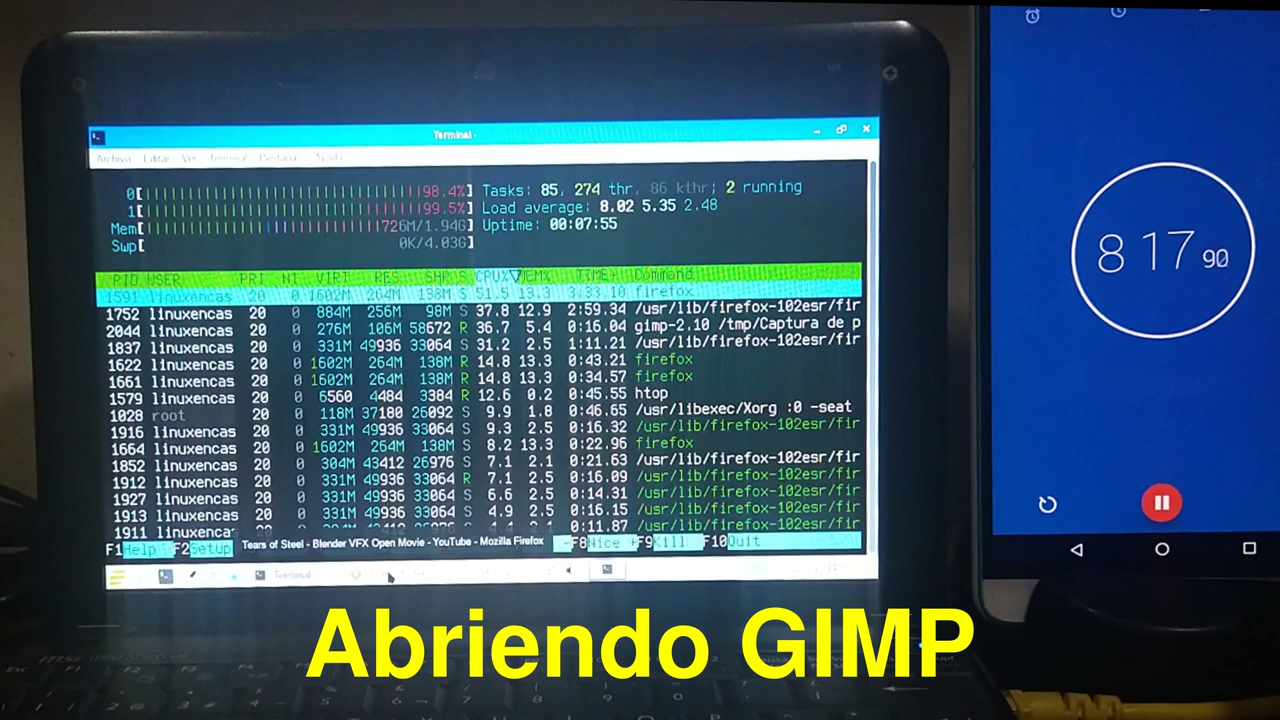 Terminal -
Archivo Editar Ver Terminal Pestañas Ayuda
0[ 98.4%] Tasks: 85, 274 thr, 86 kthr; 2 running
1[ 99.5%] Load average: 8.02 5.35 2.48
Mem[ 726M/1.94G] Uptime: 00:07:55
Swp[ 0K/4.03G]
PID USER PRI NI VIRT RES SHR S CPU%▽MEM% TIME+ Command
1591 linuxencas 20 0 1602M 264M 138M S 51.5 13.3 3:33.10 firefox
1752 linuxencas 20 0 884M 256M 98M S 37.8 12.9 2:59.34 /usr/lib/firefox-102esr/fir
2044 linuxencas 20 0 276M 106M 58672 R 36.7 5.4 0:16.04 gimp-2.10 /tmp/Captura de p
1837 linuxencas 20 0 331M 49936 33064 S 31.2 2.5 1:11.21 /usr/lib/firefox-102esr/fir
1622 linuxencas 20 0 1602M 264M 138M R 14.8 13.3 0:43.21 firefox
1661 linuxencas 20 0 1602M 264M 138M R 14.8 13.3 0:34.57 firefox
1579 linuxencas 20 0 6560 4484 3384 R 12.6 0.2 0:45.55 htop
1028 root 20 0 118M 37180 26092 S 9.9 1.8 0:46.65 /usr/libexec/Xorg :0 -seat
1916 linuxencas 20 0 331M 49936 33064 S 9.3 2.5 0:16.32 /usr/lib/firefox-102esr/fir
1664 linuxencas 20 0 1602M 264M 138M S 8.2 13.3 0:22.96 firefox
1852 linuxencas 20 0 304M 43412 26976 S 7.1 2.1 0:21.63 /usr/lib/firefox-102esr/fir
1912 linuxencas 20 0 331M 49936 33064 R 7.1 2.5 0:16.09 /usr/lib/firefox-102esr/fir
1927 linuxencas 20 0 331M 49936 33064 S 6.6 2.5 0:14.31 /usr/lib/firefox-102esr/fir
1913 linuxencas 20 0 331M 49936 33064 S 4.9 2.5 0:16.15 /usr/lib/firefox-102esr/fir
1911 linuxenca 20 0 0:11.87 /usr/lib/firefox-102esr/fir
F1Help F2Setup Tears of Steel - Blender VFX Open Movie - YouTube - Mozilla Firefox -F8Nice +F9Kill F10Quit
Terminal
8 17 90
msi
Abriendo GIMP